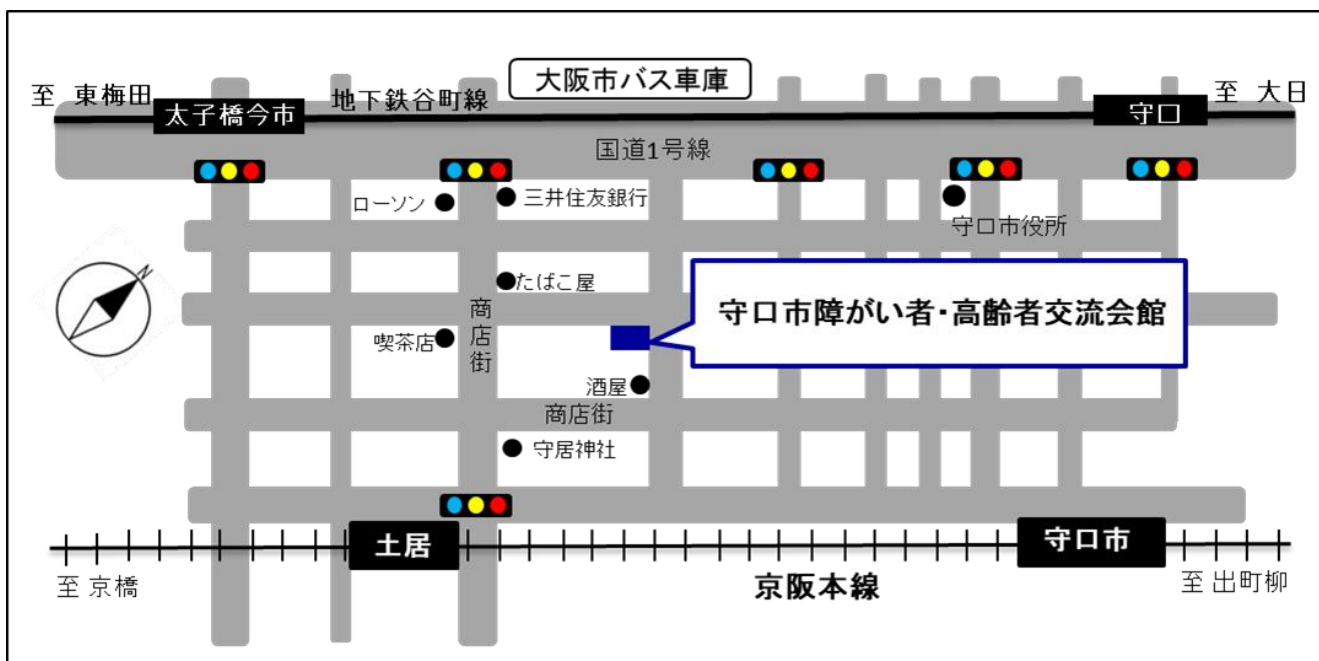 大阪市バス車庫
至 東梅田
太子橋今市
地下鉄谷町線
守口
至 大日
国道1号線
ローソン
三井住友銀行
守口市役所
N
たばこ屋
商店街
守口市障がい者・高齢者交流会館
喫茶店
酒屋
商店街
守居神社
土居
守口市
至 京橋
京阪本線
至 出町柳